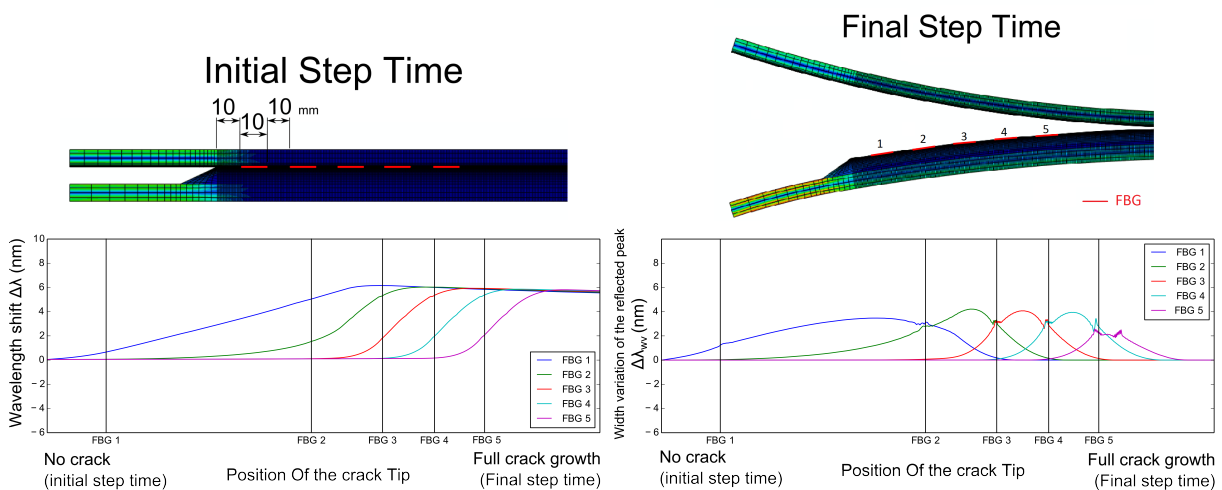 Initial Step Time
10
10
mm
10
Final Step Time
1
2
3
4
5
FBG
Wavelength shift Δλ (nm)
10
8
6
4
2
0
−2
−4
−6
FBG 1
FBG 2
FBG 3
FBG 4
FBG 5
FBG 1
FBG 2
FBG 3
FBG 4
FBG 5
No crack
(initial step time)
Position Of the crack Tip
Full crack growth
(Final step time)
Width variation of the reflected peak
Δλwv (nm)
10
8
6
4
2
0
−2
−4
−6
FBG 1
FBG 2
FBG 3
FBG 4
FBG 5
FBG 1
FBG 2
FBG 3
FBG 4
FBG 5
No crack
(initial step time)
Position Of the crack Tip
Full crack growth
(Final step time)